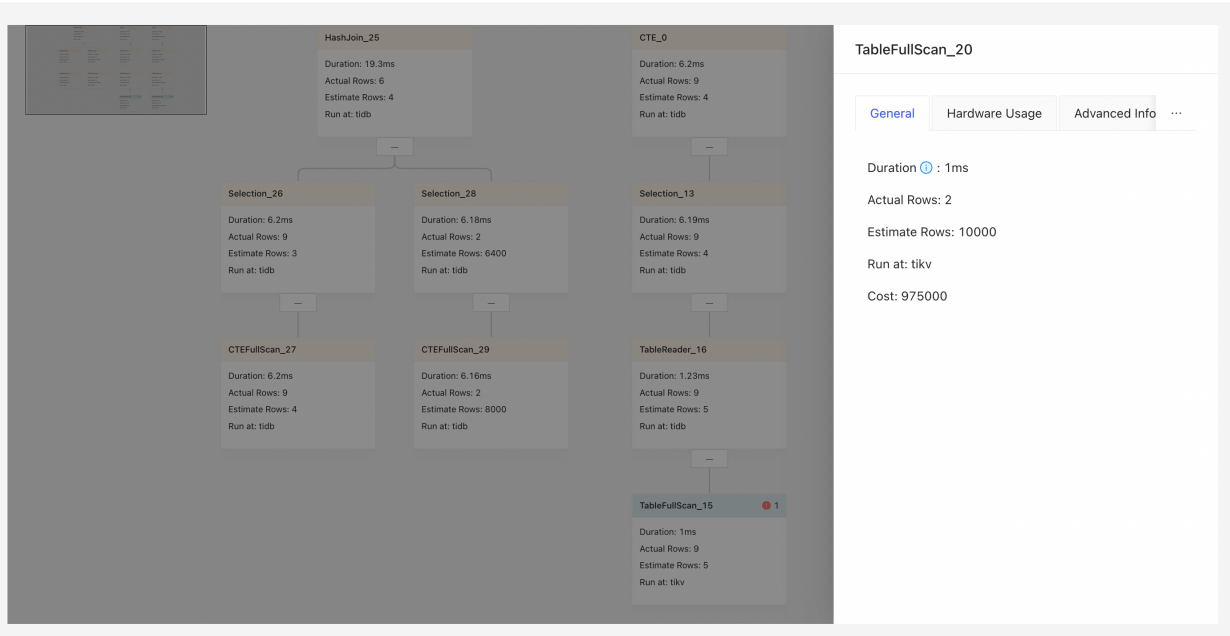 HashJoin_25
Duration: 19.3ms
Actual Rows: 6
Estimate Rows: 4
Run at: tidb
CTE_0
Duration: 6.2ms
Actual Rows: 9
Estimate Rows: 4
Run at: tidb
Selection_26
Duration: 6.2ms
Actual Rows: 9
Estimate Rows: 3
Run at: tidb
Selection_28
Duration: 6.18ms
Actual Rows: 2
Estimate Rows: 6400
Run at: tidb
Selection_13
Duration: 6.19ms
Actual Rows: 9
Estimate Rows: 4
Run at: tidb
CTEFullScan_27
Duration: 6.2ms
Actual Rows: 9
Estimate Rows: 4
Run at: tidb
CTEFullScan_29
Duration: 6.16ms
Actual Rows: 2
Estimate Rows: 8000
Run at: tidb
TableReader_16
Duration: 1.23ms
Actual Rows: 9
Estimate Rows: 5
Run at: tidb
TableFullScan_15 1
Duration: 1ms
Actual Rows: 9
Estimate Rows: 5
Run at: tikv
TableFullScan_20
General Hardware Usage Advanced Info ···
Duration : 1ms
Actual Rows: 2
Estimate Rows: 10000
Run at: tikv
Cost: 975000